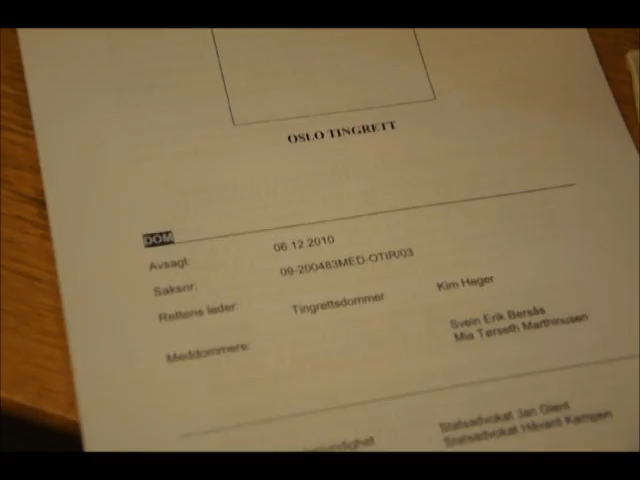 OSLO TINGRETT
DOM
Avsagt: 06.12.2010
Saksnr: 09-200483MED-OTIR/03
Rettens leder: Tingrettsdommer Kim Heger
Meddommere: Svein Erik Bersås
Mia Tørseth Marthinusen
Statsadvokat Jan Glent
Statsadvokat Håvard Kampen